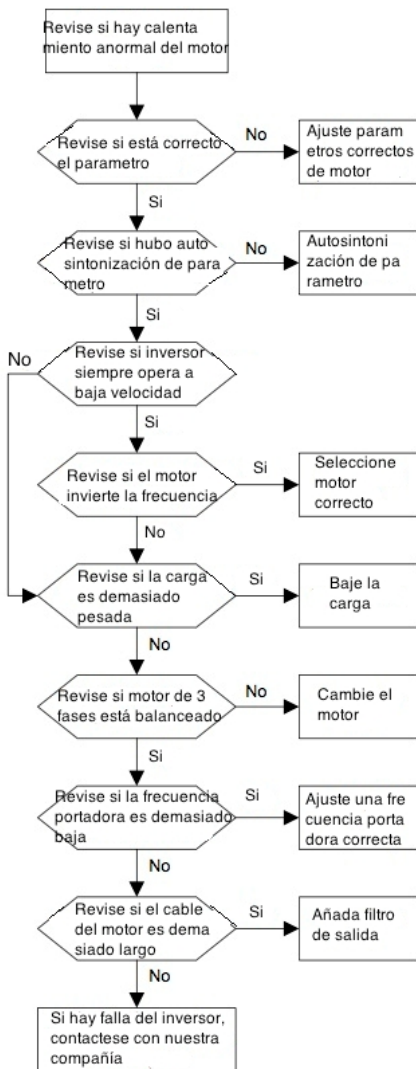 Revise si hay calenta
miento anormal del motor
Revise si está correcto
el parametro
No
Ajuste param
etros correctos
de motor
Si
Revise si hubo auto
sintonización de para
metro
No
Autosintoni
zación de pa
rametro
Si
No
Revise si inversor
siempre opera a
baja velocidad
Si
Revise si el motor
invierte la frecuencia
Si
Seleccione
motor
correcto
No
Revise si la carga
es demasiado
pesada
Si
Baje la
carga
No
Revise si motor de 3
fases está balanceado
No
Cambie el
motor
Si
Revise si la frecuencia
portadora es demasiado
baja
Si
Ajuste una fre
cuencia porta
dora correcta
No
Revise si el cable
del motor es dema
siado largo
Si
Añada filtro
de salida
No
Si hay falla del inversor,
contactese con nuestra
compañía